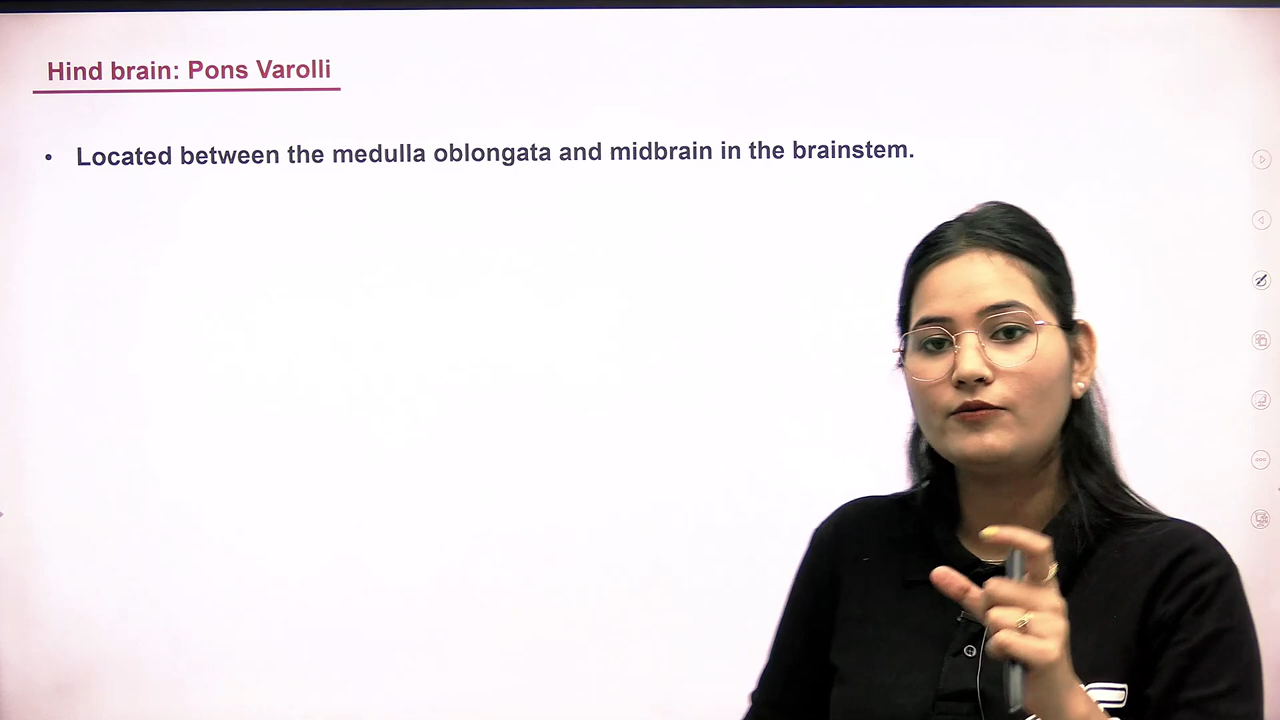 Hind brain: Pons Varolli
• Located between the medulla oblongata and midbrain in the brainstem.